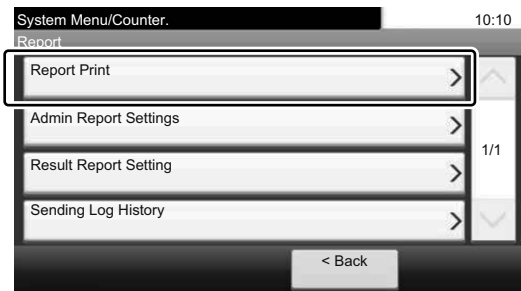 System Menu/Counter. 10:10
Report
Report Print
Admin Report Settings
1/1
Result Report Setting
Sending Log History
< Back